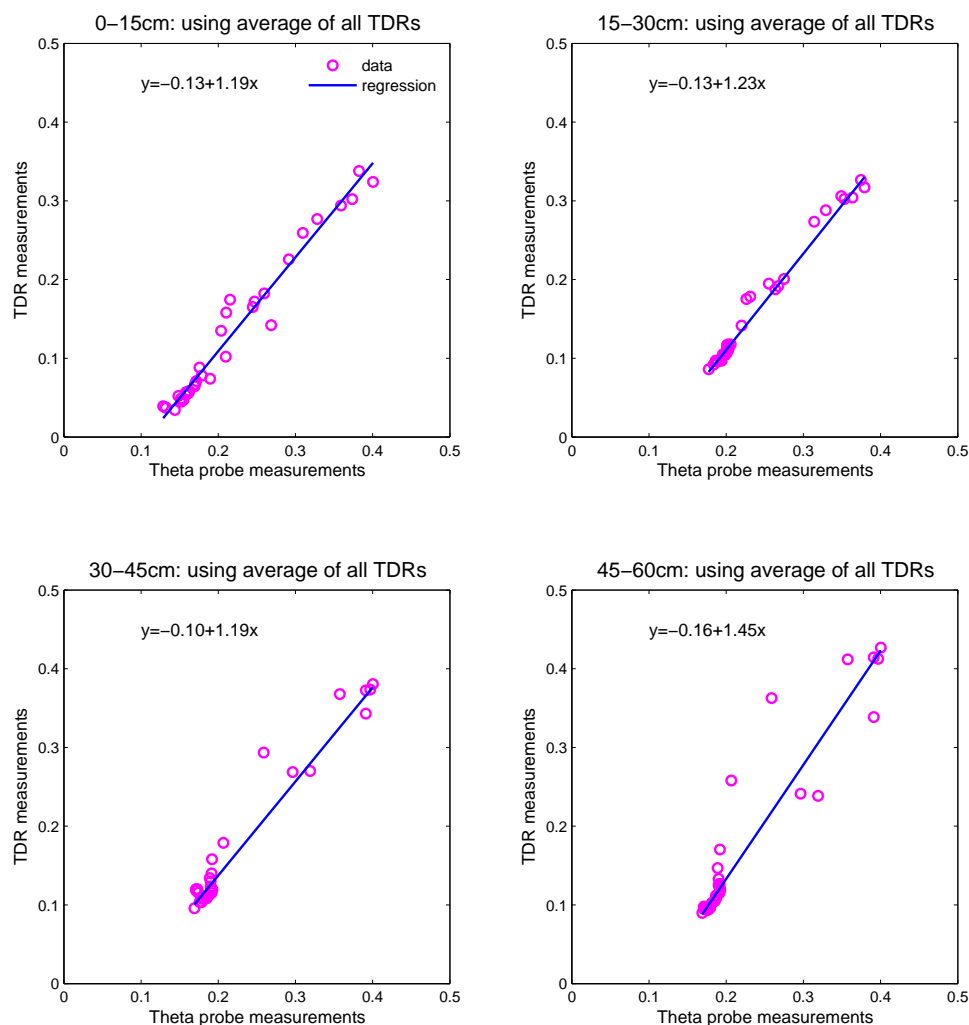 0−15cm: using average of all TDRs
y=−0.13+1.19x
data
regression
TDR measurements
0.5
0.4
0.3
0.2
0.1
0
0 0.1 0.2 0.3 0.4 0.5
Theta probe measurements
15−30cm: using average of all TDRs
y=−0.13+1.23x
TDR measurements
0.5
0.4
0.3
0.2
0.1
0
0 0.1 0.2 0.3 0.4 0.5
Theta probe measurements
30−45cm: using average of all TDRs
y=−0.10+1.19x
TDR measurements
0.5
0.4
0.3
0.2
0.1
0
0 0.1 0.2 0.3 0.4 0.5
Theta probe measurements
45−60cm: using average of all TDRs
y=−0.16+1.45x
TDR measurements
0.5
0.4
0.3
0.2
0.1
0
0 0.1 0.2 0.3 0.4 0.5
Theta probe measurements